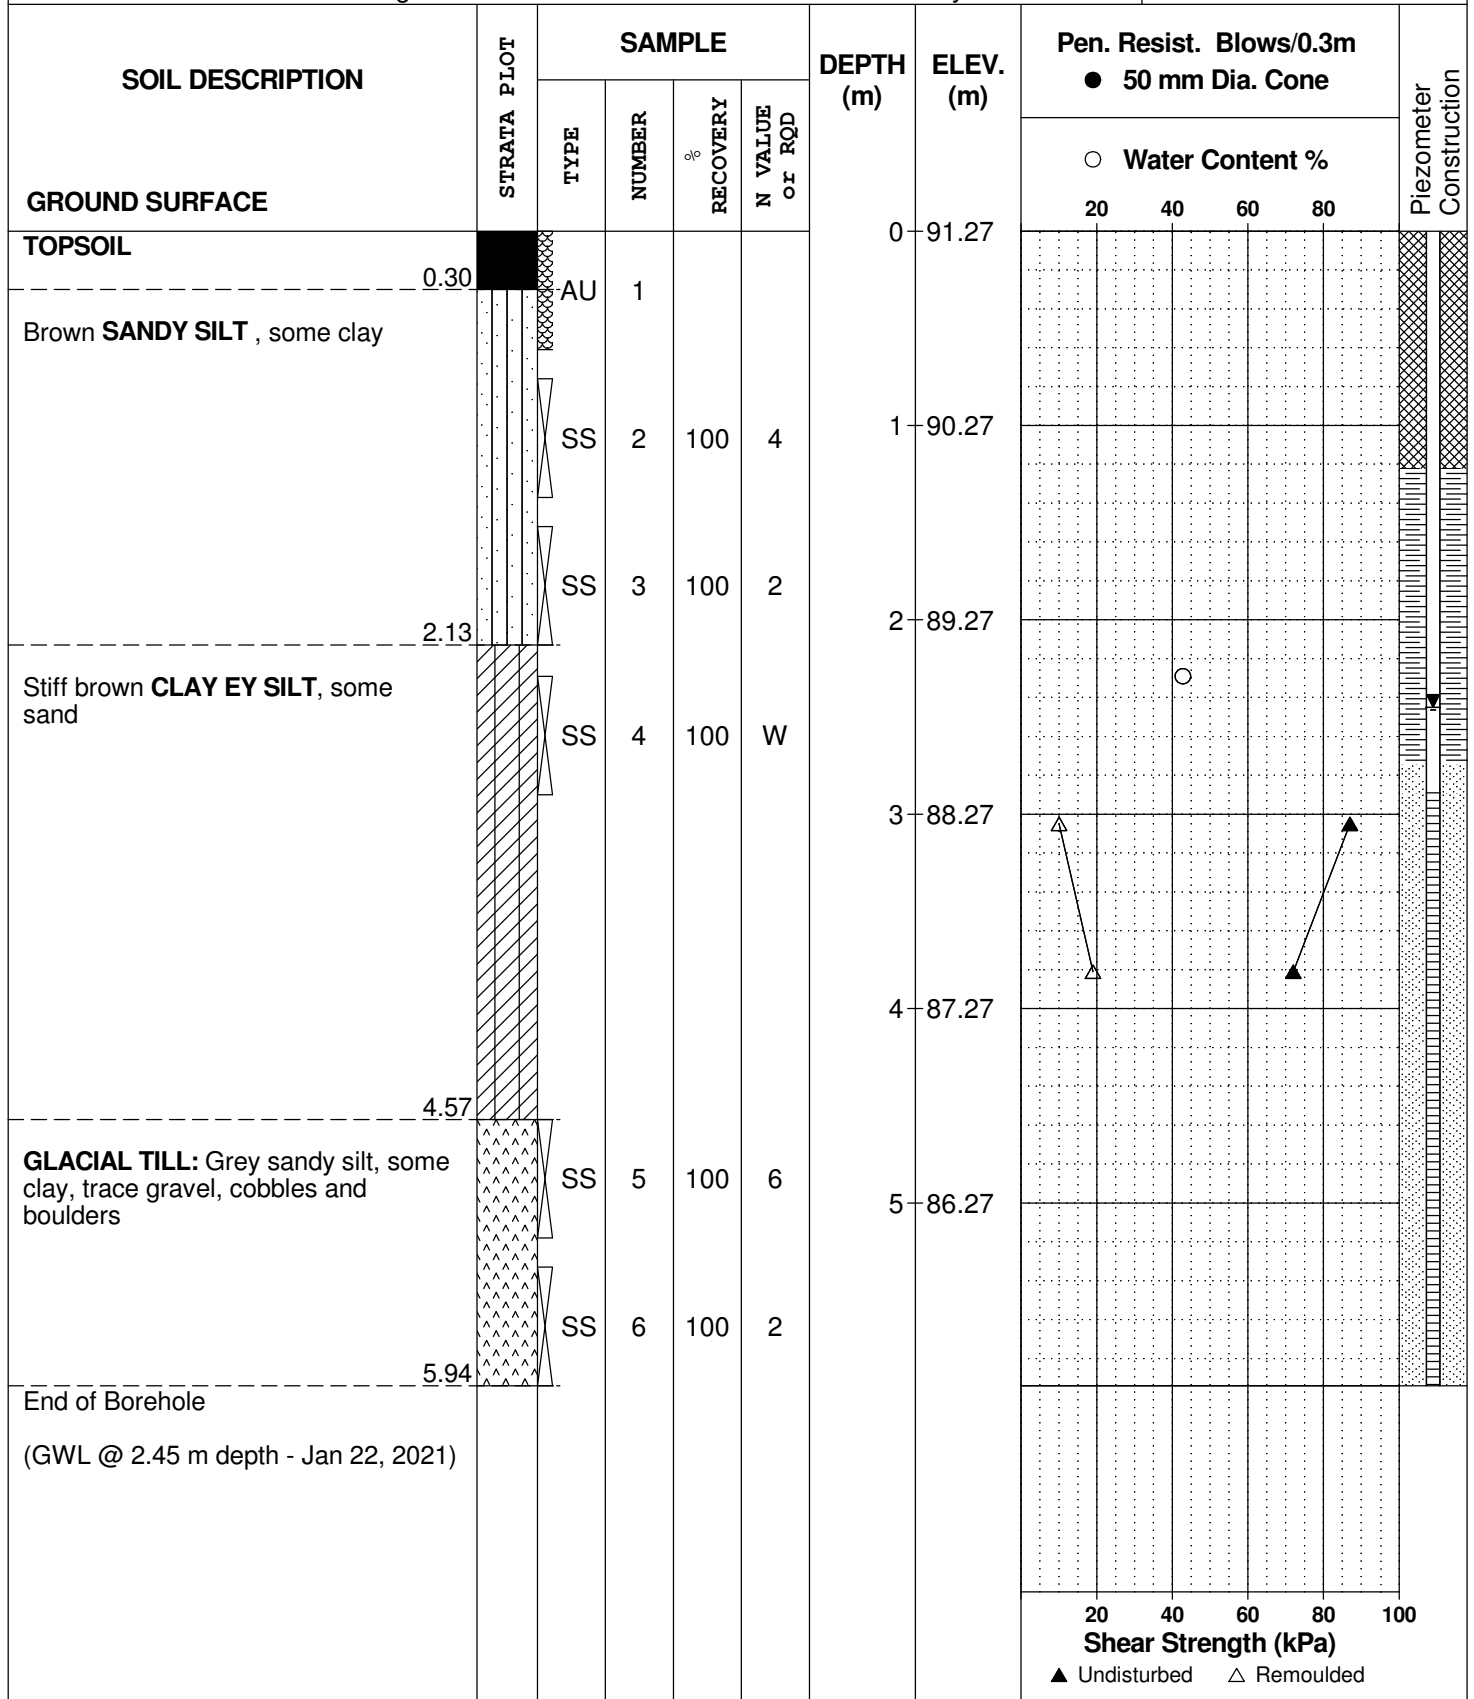 SOIL DESCRIPTION
GROUND SURFACE
STRATA PLOT
SAMPLE
TYPE
NUMBER
%
RECOVERY
N VALUE
or RQD
DEPTH
(m)
ELEV.
(m)
Pen. Resist. Blows/0.3m
● 50 mm Dia. Cone
○ Water Content %
20 40 60 80
Piezometer
Construction
TOPSOIL
0.30
AU 1
0 91.27
Brown SANDY SILT , some clay
SS 2 100 4
1 90.27
SS 3 100 2
2 89.27
2.13
Stiff brown CLAY EY SILT, some
sand
SS 4 100 W
3 88.27
4 87.27
4.57
GLACIAL TILL: Grey sandy silt, some
clay, trace gravel, cobbles and
boulders
SS 5 100 6
5 86.27
SS 6 100 2
5.94
End of Borehole
(GWL @ 2.45 m depth - Jan 22, 2021)
20 40 60 80 100
Shear Strength (kPa)
▲ Undisturbed △ Remoulded